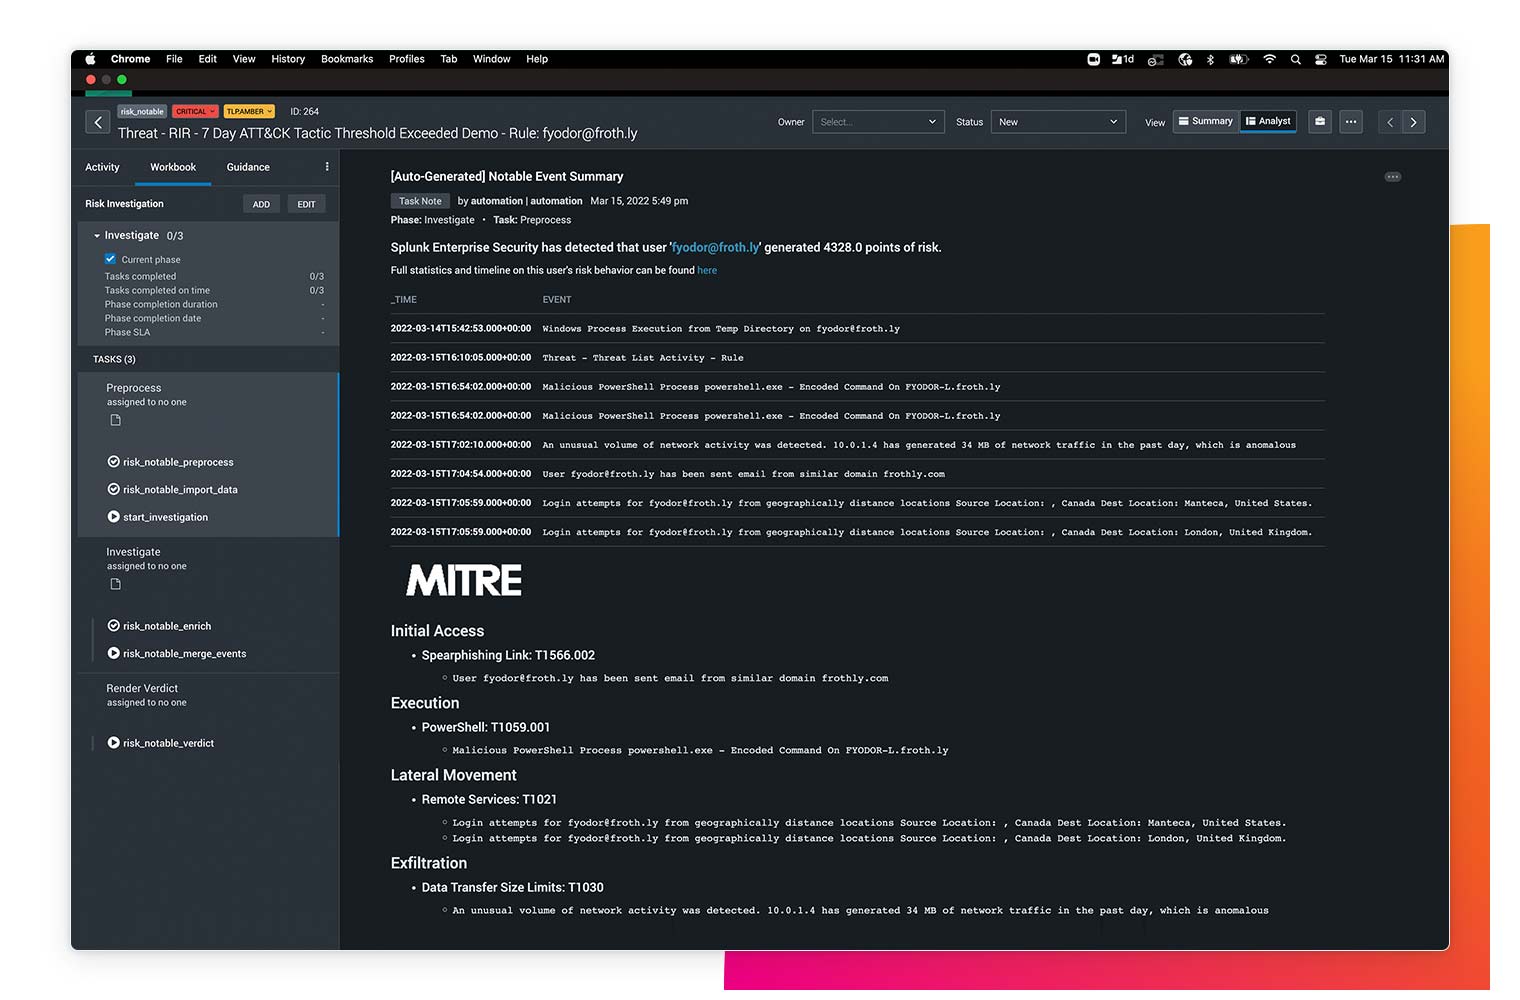 Chrome File Edit View History Bookmarks Profiles Tab Window Help 1d Tue Mar 15 11:31 AM
risk_notable CRITICAL TLP:AMBER ID: 264
Threat - RIR - 7 Day ATT&CK Tactic Threshold Exceeded Demo - Rule: fyodor@froth.ly
Owner Select... Status New View Summary Analyst
Activity Workbook Guidance
Risk Investigation ADD EDIT
Investigate 0/3
Current phase
Tasks completed 0/3
Tasks completed on time 0/3
Phase completion duration -
Phase completion date -
Phase SLA -
TASKS (3)
Preprocess
assigned to no one
risk_notable_preprocess
risk_notable_import_data
start_investigation
Investigate
assigned to no one
risk_notable_enrich
risk_notable_merge_events
Render Verdict
assigned to no one
risk_notable_verdict
[Auto-Generated] Notable Event Summary
Task Note by automation | automation Mar 15, 2022 5:49 pm
Phase: Investigate • Task: Preprocess
Splunk Enterprise Security has detected that user 'fyodor@froth.ly' generated 4328.0 points of risk.
Full statistics and timeline on this user's risk behavior can be found here
_TIME EVENT
2022-03-14T15:42:53.000+00:00 Windows Process Execution from Temp Directory on fyodor@froth.ly
2022-03-15T16:10:05.000+00:00 Threat - Threat List Activity - Rule
2022-03-15T16:54:02.000+00:00 Malicious PowerShell Process powershell.exe - Encoded Command On FYODOR-L.froth.ly
2022-03-15T16:54:02.000+00:00 Malicious PowerShell Process powershell.exe - Encoded Command On FYODOR-L.froth.ly
2022-03-15T17:02:10.000+00:00 An unusual volume of network activity was detected. 10.0.1.4 has generated 34 MB of network traffic in the past day, which is anomalous
2022-03-15T17:04:54.000+00:00 User fyodor@froth.ly has been sent email from similar domain frothly.com
2022-03-15T17:05:59.000+00:00 Login attempts for fyodor@froth.ly from geographically distance locations Source Location: , Canada Dest Location: Manteca, United States.
2022-03-15T17:05:59.000+00:00 Login attempts for fyodor@froth.ly from geographically distance locations Source Location: , Canada Dest Location: London, United Kingdom.
MITRE
Initial Access
• Spearphishing Link: T1566.002
◦ User fyodor@froth.ly has been sent email from similar domain frothly.com
Execution
• PowerShell: T1059.001
◦ Malicious PowerShell Process powershell.exe - Encoded Command On FYODOR-L.froth.ly
Lateral Movement
• Remote Services: T1021
◦ Login attempts for fyodor@froth.ly from geographically distance locations Source Location: , Canada Dest Location: Manteca, United States.
◦ Login attempts for fyodor@froth.ly from geographically distance locations Source Location: , Canada Dest Location: London, United Kingdom.
Exfiltration
• Data Transfer Size Limits: T1030
◦ An unusual volume of network activity was detected. 10.0.1.4 has generated 34 MB of network traffic in the past day, which is anomalous